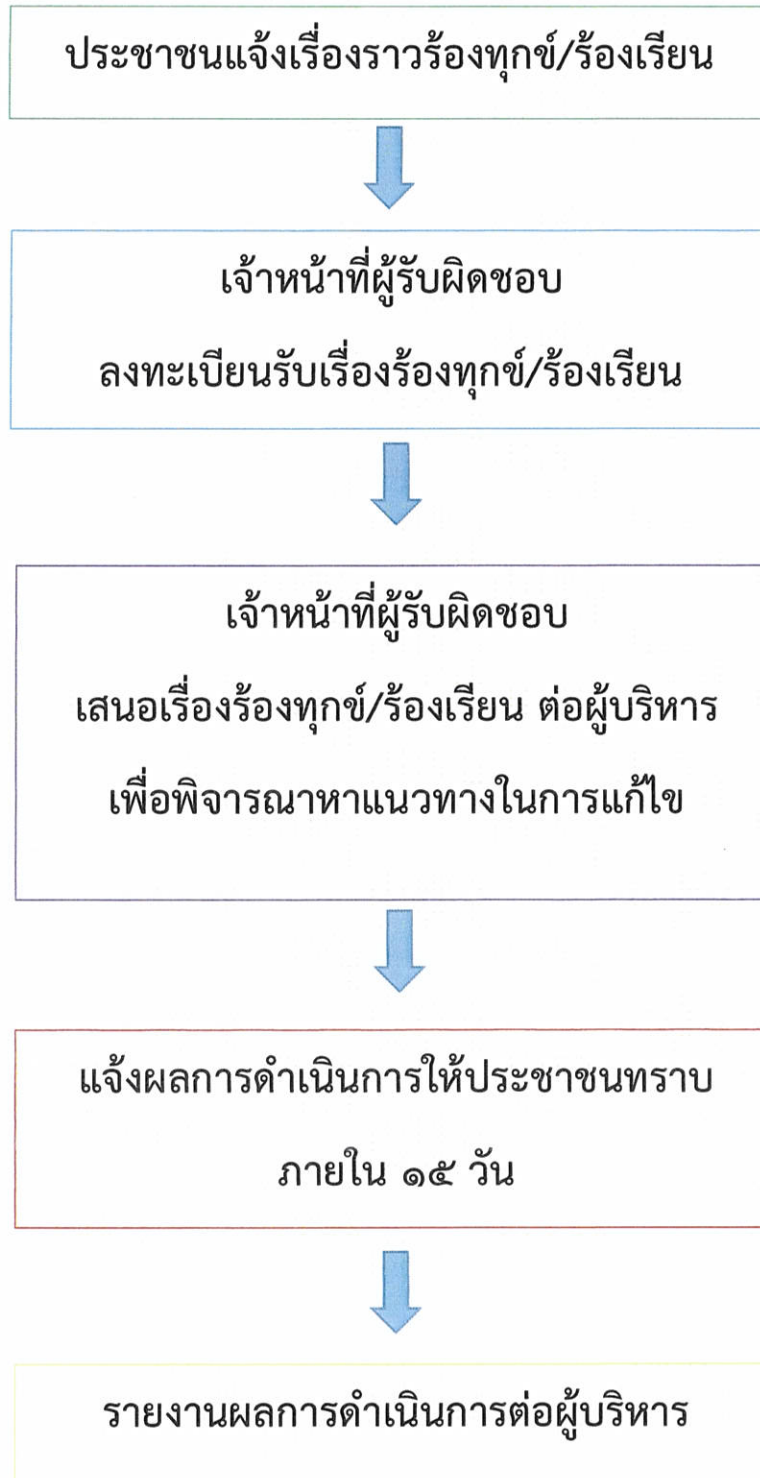 ประชาชนแจ้งเรื่องราวร้องทุกข์/ร้องเรียน
เจ้าหน้าที่ผู้รับผิดชอบ
ลงทะเบียนรับเรื่องร้องทุกข์/ร้องเรียน
เจ้าหน้าที่ผู้รับผิดชอบ
เสนอเรื่องร้องทุกข์/ร้องเรียน ต่อผู้บริหาร
เพื่อพิจารณาหาแนวทางในการแก้ไข
แจ้งผลการดำเนินการให้ประชาชนทราบ
ภายใน ๑๕ วัน
รายงานผลการดำเนินการต่อผู้บริหาร